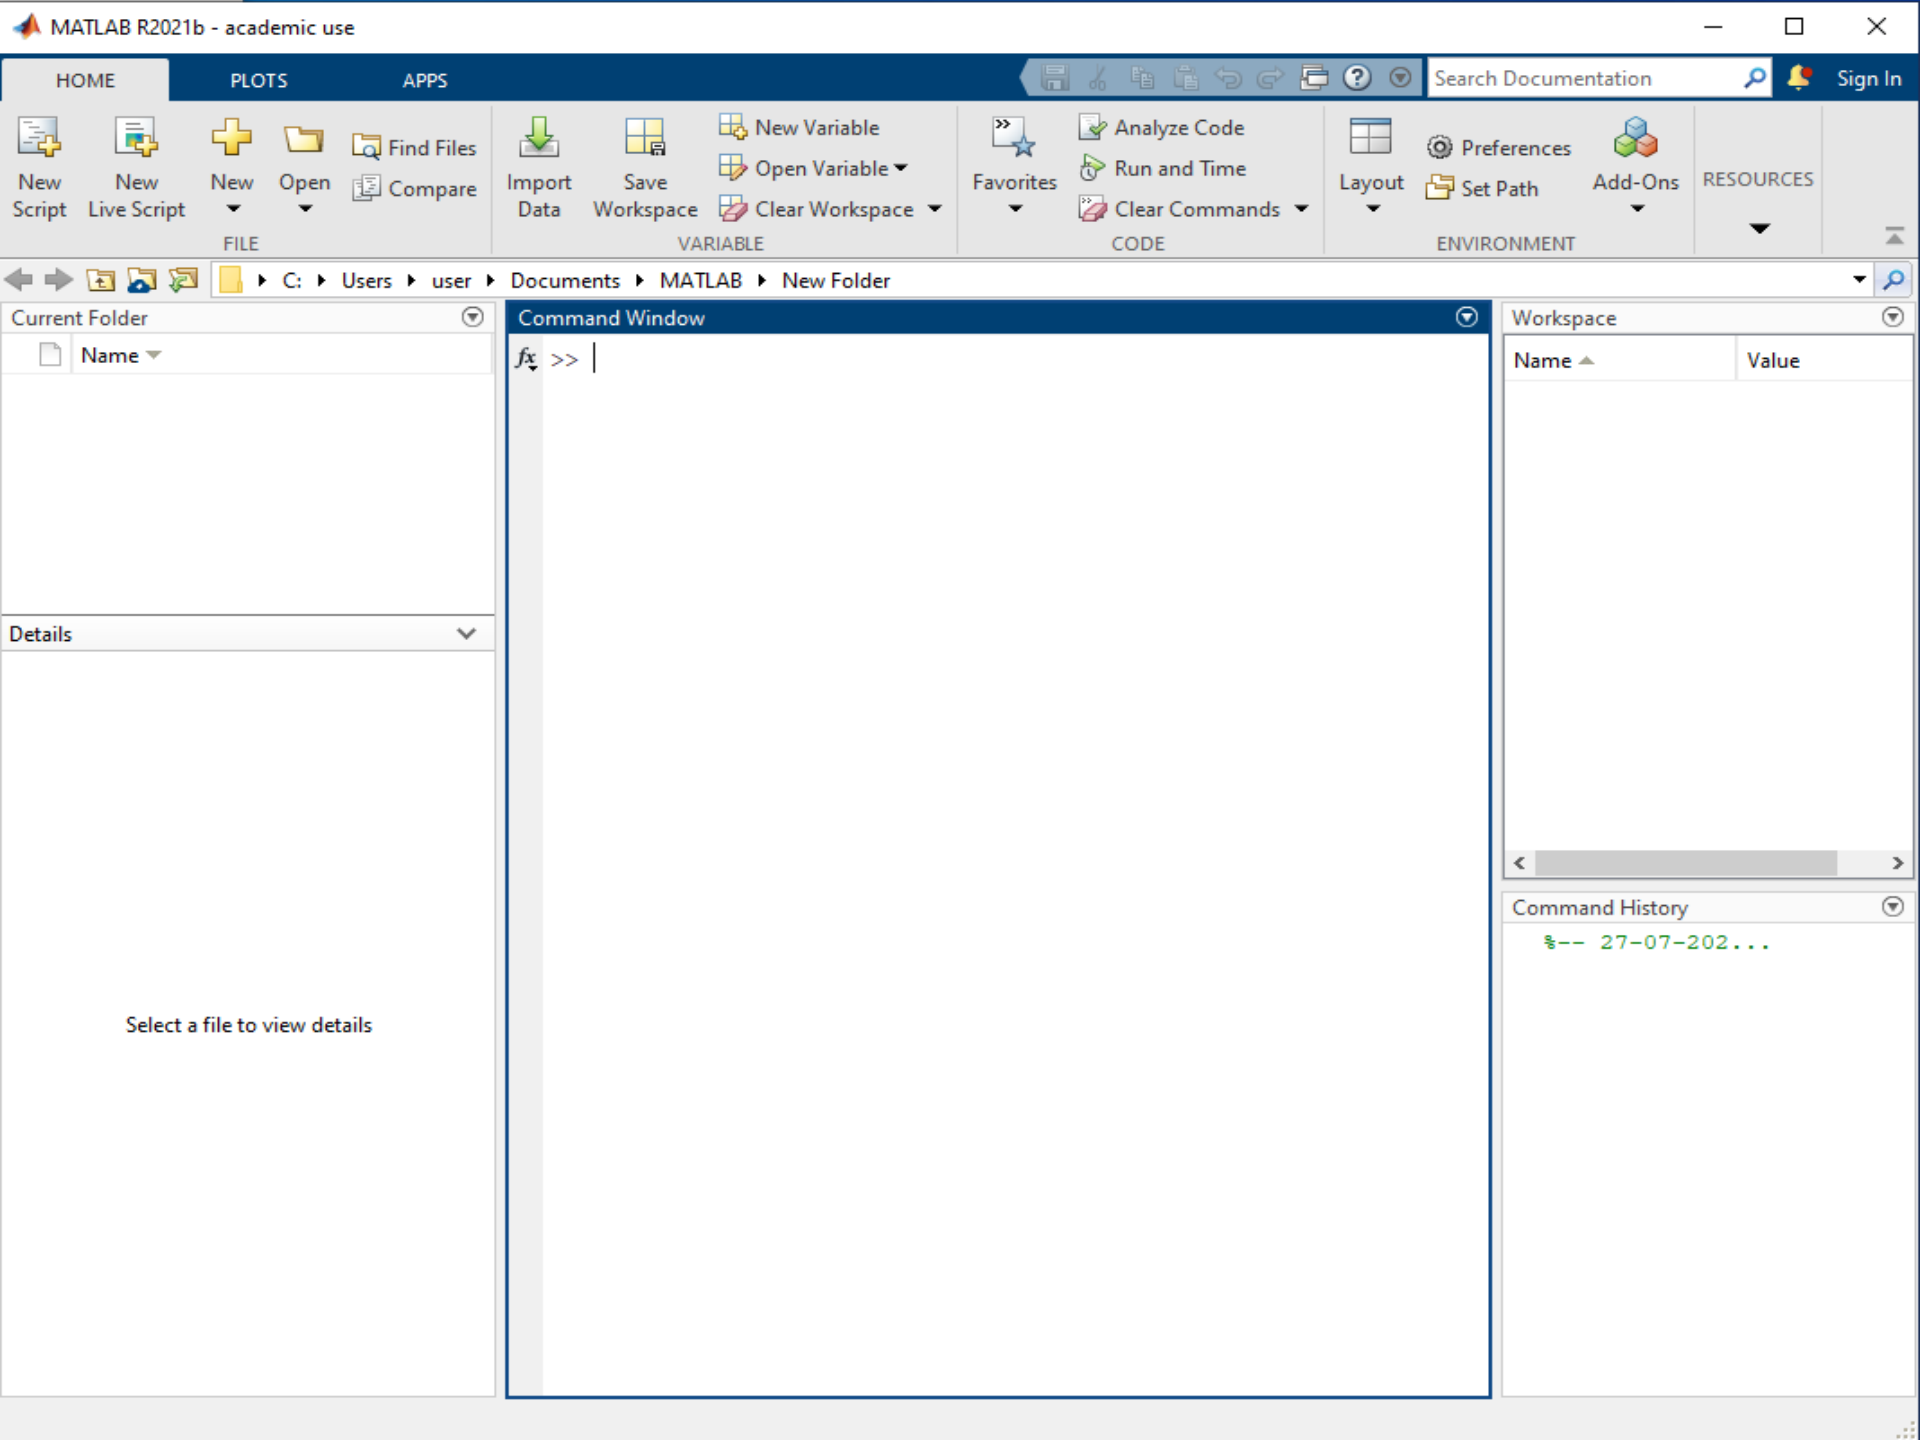 MATLAB R2021b - academic use
HOME PLOTS APPS
Search Documentation
Sign In
New Script
New Live Script
New
Open
Find Files
Compare
FILE
Import Data
Save Workspace
New Variable
Open Variable
Clear Workspace
VARIABLE
Favorites
Analyze Code
Run and Time
Clear Commands
CODE
Layout
Preferences
Set Path
Add-Ons
ENVIRONMENT
RESOURCES
C: Users user Documents MATLAB New Folder
Current Folder
Name
Details
Select a file to view details
Command Window
fx >>
Workspace
Name Value
Command History
%-- 27-07-202...